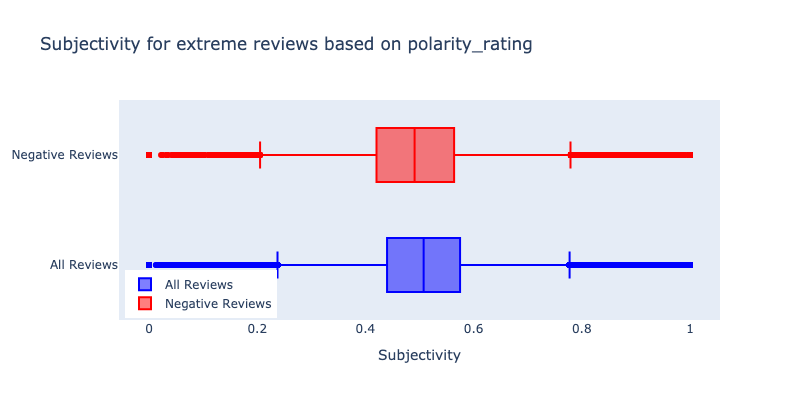 Subjectivity for extreme reviews based on polarity_rating
Negative Reviews
All Reviews
All Reviews
Negative Reviews
0 0.2 0.4 0.6 0.8 1
Subjectivity